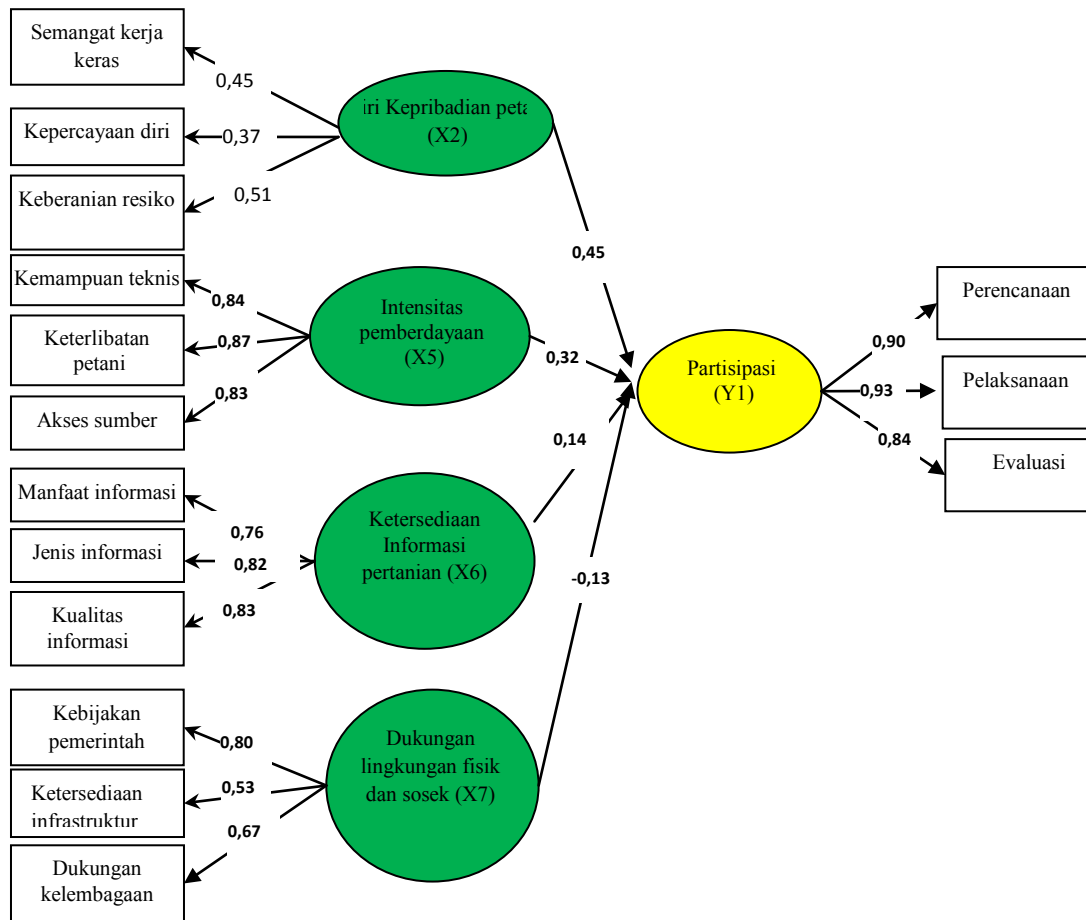 Semangat kerja
keras
0,45
Kepercayaan diri
0,37
Keberanian resiko
0,51
iri Kepribadian peta
(X2)
0,45
Kemampuan teknis
0,84
Keterlibatan
petani
0,87
Akses sumber
0,83
Intensitas
pemberdayaan
(X5)
0,32
Manfaat informasi
0,76
Jenis informasi
0,82
Kualitas
informasi
0,83
Ketersediaan
Informasi
pertanian (X6)
0,14
Kebijakan
pemerintah
0,80
Ketersediaan
infrastruktur
0,53
Dukungan
kelembagaan
0,67
Dukungan
lingkungan fisik
dan sosek (X7)
-0,13
Partisipasi
(Y1)
Perencanaan
0,90
Pelaksanaan
0,93
Evaluasi
0,84